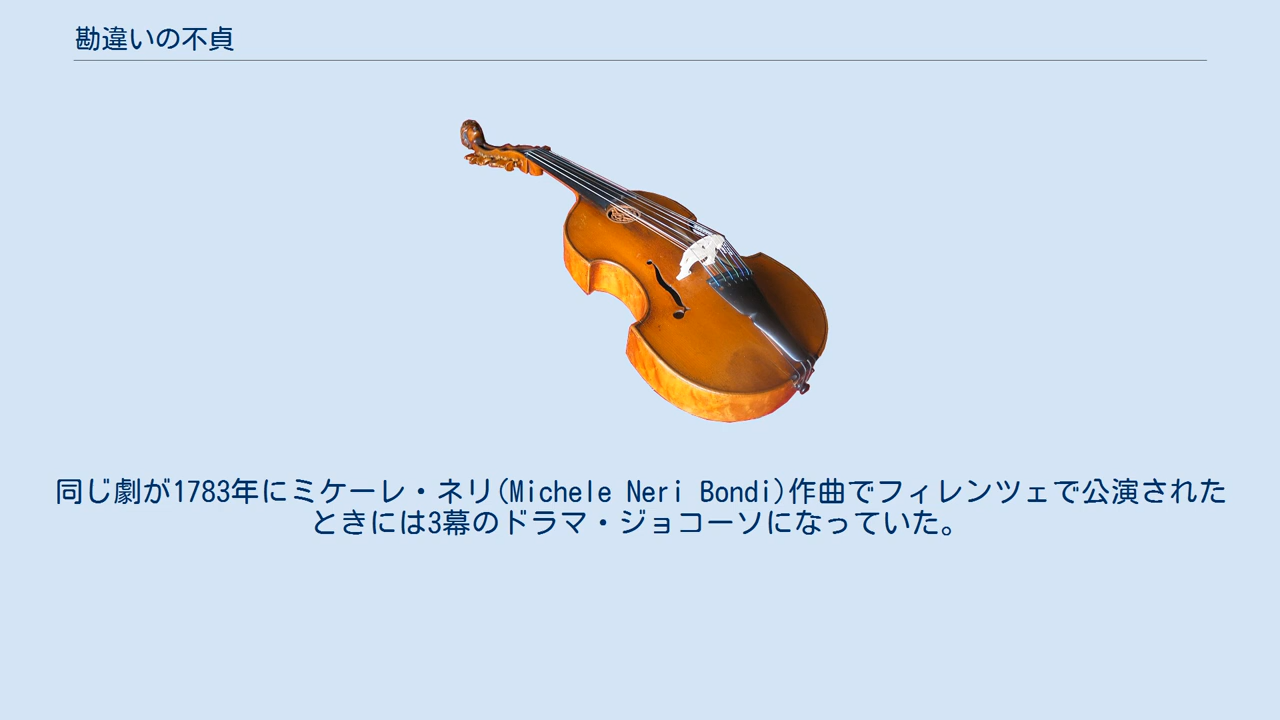 勘違いの不貞
同じ劇が1783年にミケーレ・ネリ(Michele Neri Bondi)作曲でフィレンツェで公演された
ときには3幕のドラマ・ジョコーソになっていた。